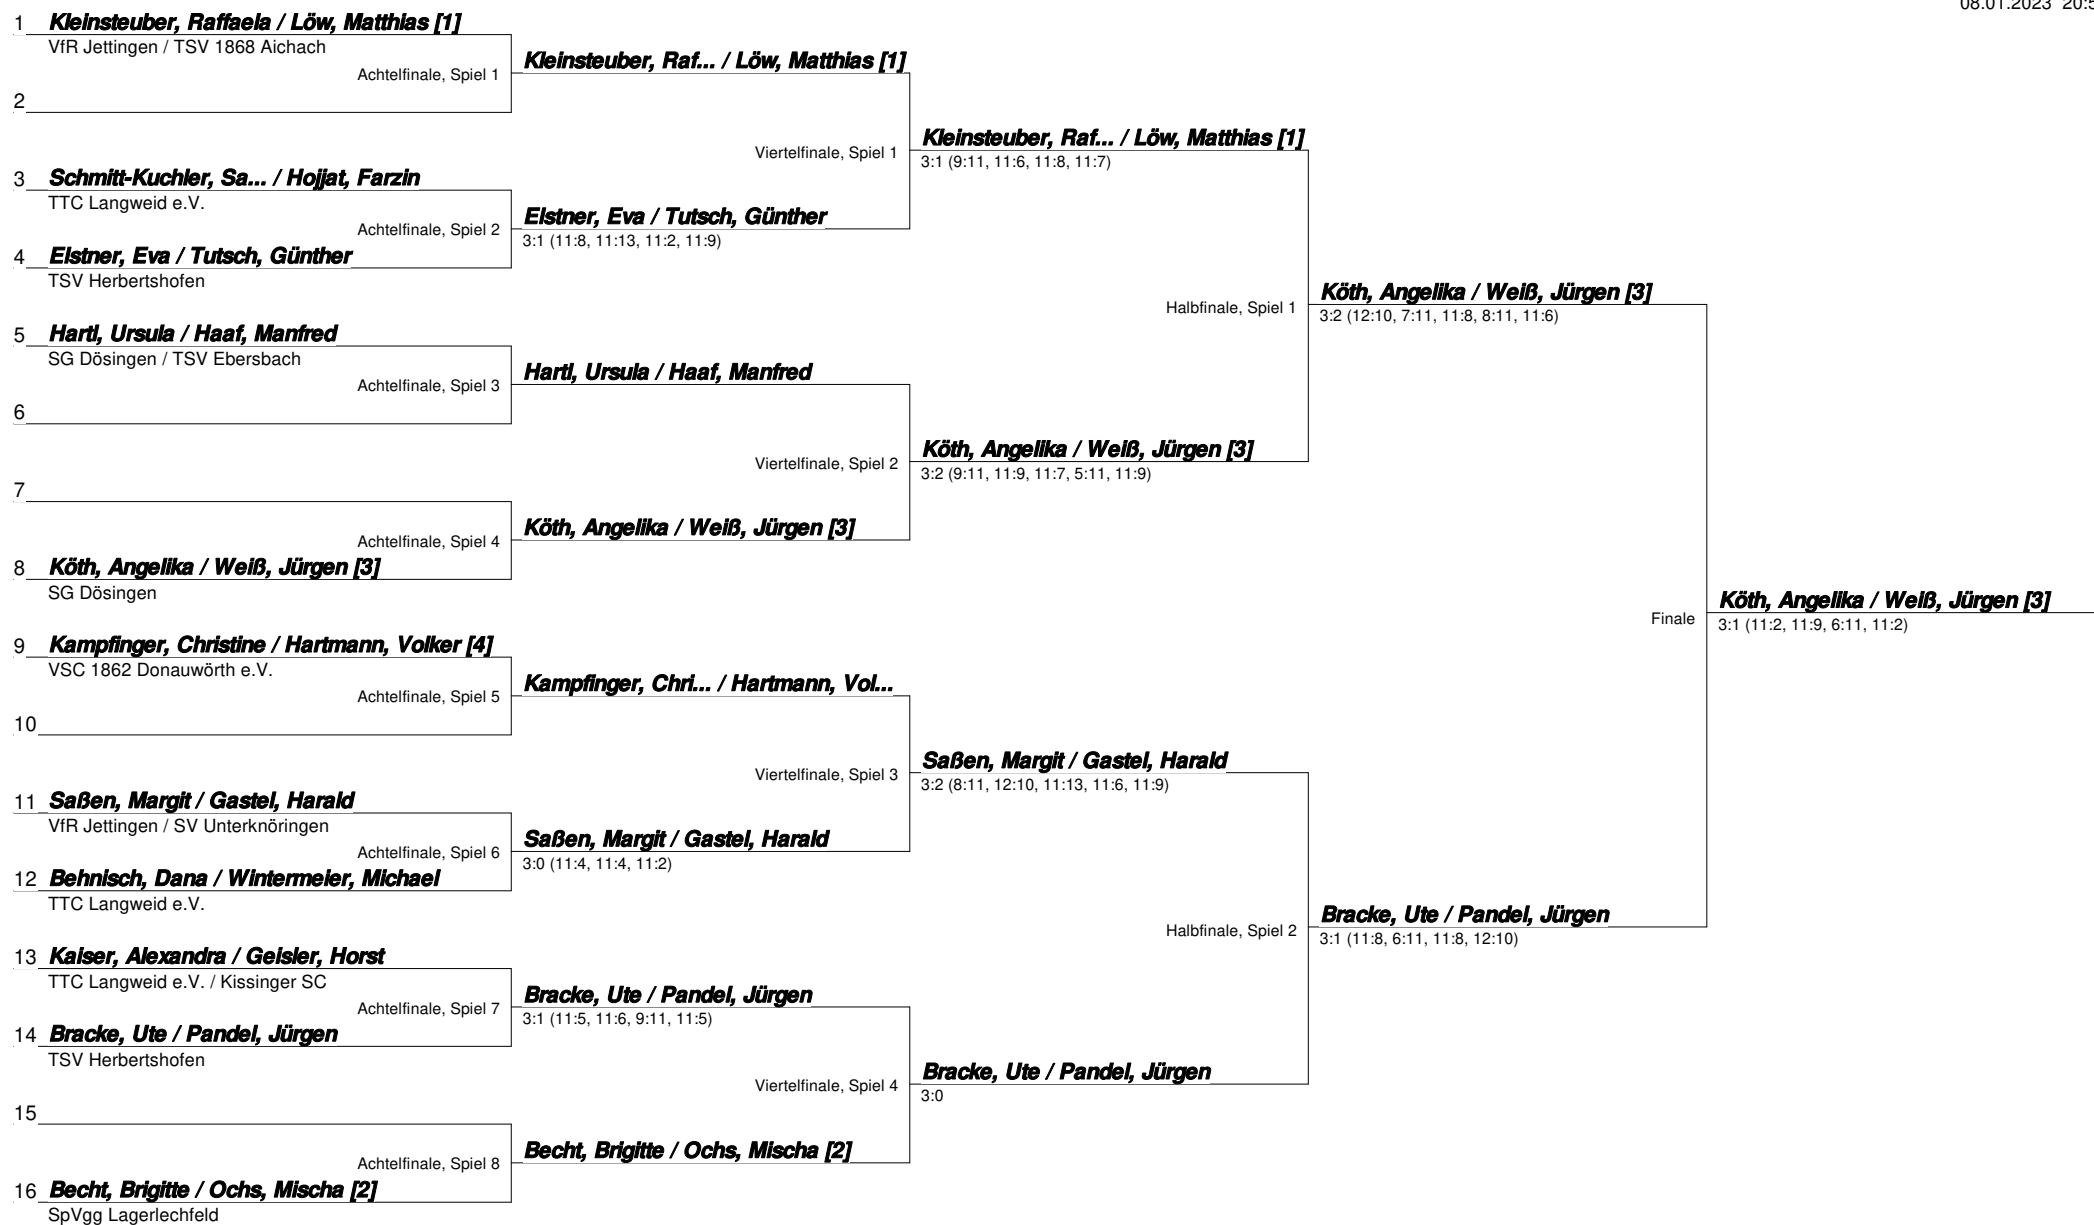 08.01.2023 20:5
1 Kleinsteuber, Raffaela / Löw, Matthias [1]
VfR Jettingen / TSV 1868 Aichach
Achtelfinale, Spiel 1
Kleinsteuber, Raf... / Löw, Matthias [1]
2
Viertelfinale, Spiel 1
Kleinsteuber, Raf... / Löw, Matthias [1]
3:1 (9:11, 11:6, 11:8, 11:7)
3 Schmitt-Kuchler, Sa... / Hojjat, Farzin
TTC Langweid e.V.
Achtelfinale, Spiel 2
Elstner, Eva / Tutsch, Günther
3:1 (11:8, 11:13, 11:2, 11:9)
4 Elstner, Eva / Tutsch, Günther
TSV Herbertshofen
Halbfinale, Spiel 1
Köth, Angelika / Weiß, Jürgen [3]
3:2 (12:10, 7:11, 11:8, 8:11, 11:6)
5 Hartl, Ursula / Haaf, Manfred
SG Dösingen / TSV Ebersbach
Achtelfinale, Spiel 3
Hartl, Ursula / Haaf, Manfred
6
Viertelfinale, Spiel 2
Köth, Angelika / Weiß, Jürgen [3]
3:2 (9:11, 11:9, 11:7, 5:11, 11:9)
7
Achtelfinale, Spiel 4
Köth, Angelika / Weiß, Jürgen [3]
8 Köth, Angelika / Weiß, Jürgen [3]
SG Dösingen
Finale
Köth, Angelika / Weiß, Jürgen [3]
3:1 (11:2, 11:9, 6:11, 11:2)
9 Kampfinger, Christine / Hartmann, Volker [4]
VSC 1862 Donauwörth e.V.
Achtelfinale, Spiel 5
Kampfinger, Chri... / Hartmann, Vol...
10
Viertelfinale, Spiel 3
Saßen, Margit / Gastel, Harald
3:2 (8:11, 12:10, 11:13, 11:6, 11:9)
11 Saßen, Margit / Gastel, Harald
VfR Jettingen / SV Unterknöringen
Achtelfinale, Spiel 6
Saßen, Margit / Gastel, Harald
3:0 (11:4, 11:4, 11:2)
12 Behnisch, Dana / Wintermeier, Michael
TTC Langweid e.V.
Halbfinale, Spiel 2
Bracke, Ute / Pandel, Jürgen
3:1 (11:8, 6:11, 11:8, 12:10)
13 Kaiser, Alexandra / Geisler, Horst
TTC Langweid e.V. / Kissinger SC
Achtelfinale, Spiel 7
Bracke, Ute / Pandel, Jürgen
3:1 (11:5, 11:6, 9:11, 11:5)
14 Bracke, Ute / Pandel, Jürgen
TSV Herbertshofen
Viertelfinale, Spiel 4
Bracke, Ute / Pandel, Jürgen
3:0
15
Achtelfinale, Spiel 8
Becht, Brigitte / Ochs, Mischa [2]
16 Becht, Brigitte / Ochs, Mischa [2]
SpVgg Lagerlechfeld